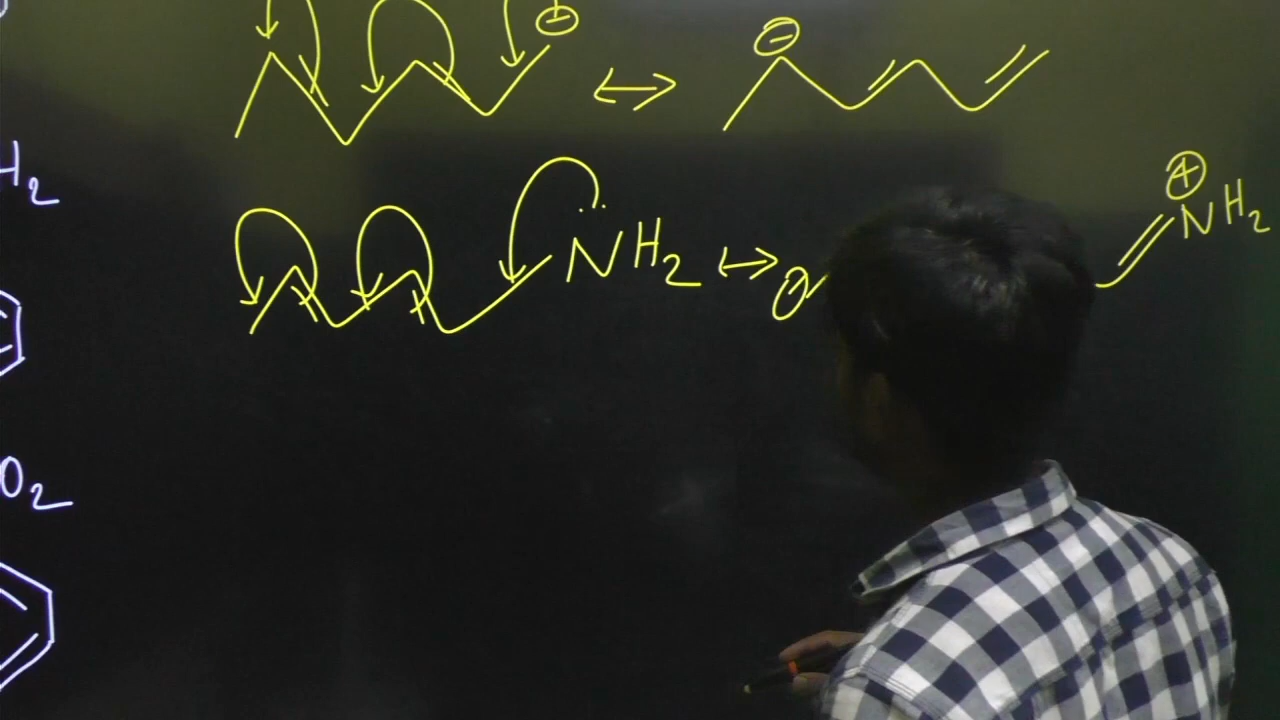 ⊖ ↔ ⊖
H2
NH2 ↔ ⊕ NH2
O2